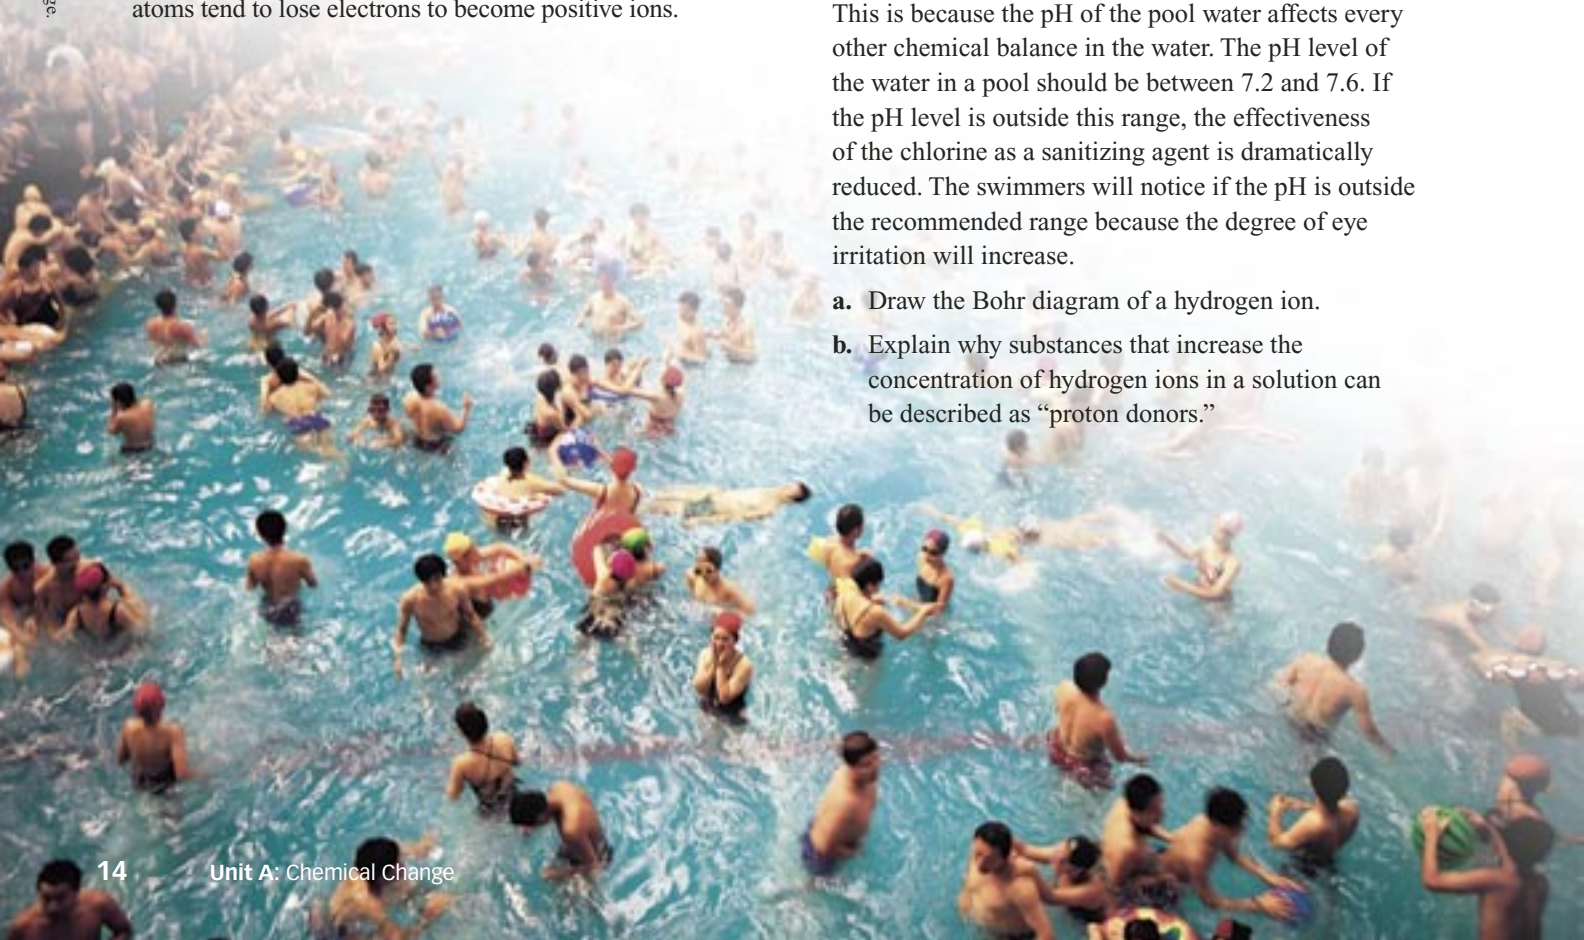 ge.
atoms tend to lose electrons to become positive ions.
This is because the pH of the pool water affects every
other chemical balance in the water. The pH level of
the water in a pool should be between 7.2 and 7.6. If
the pH level is outside this range, the effectiveness
of the chlorine as a sanitizing agent is dramatically
reduced. The swimmers will notice if the pH is outside
the recommended range because the degree of eye
irritation will increase.
a. Draw the Bohr diagram of a hydrogen ion.
b. Explain why substances that increase the
concentration of hydrogen ions in a solution can
be described as “proton donors.”
14 Unit A: Chemical Change